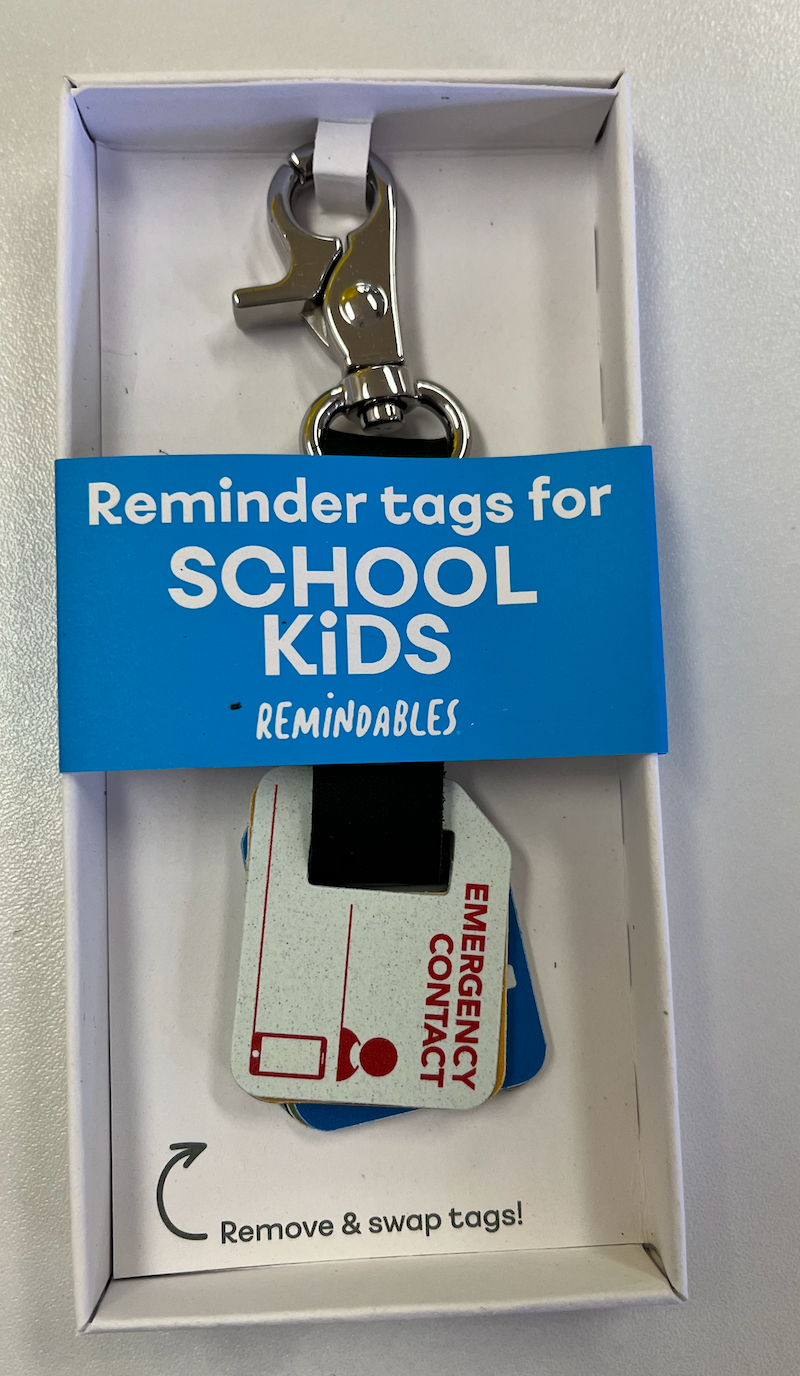 Reminder tags for
SCHOOL
KiDS
REMiNDABLES
EMERGENCY
CONTACT
Remove & swap tags!